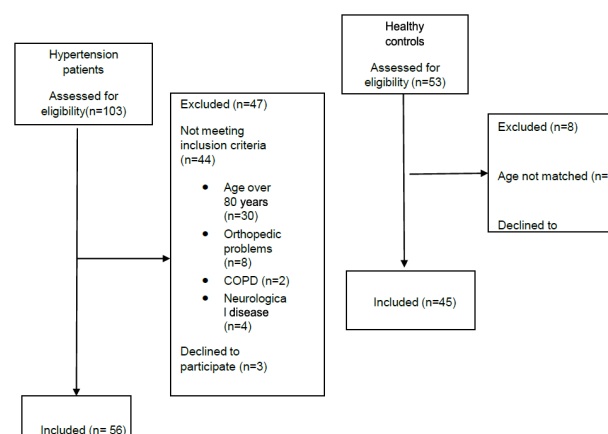 Hypertension
patients
Assessed for
eligibility(n=103)
Excluded (n=47)
Not meeting
inclusion criteria
(n=44)
● Age over
80 years
(n=30)
● Orthopedic
problems
(n=8)
● COPD (n=2)
● Neurologica
l disease
(n=4)
Declined to
participate (n=3)
Included (n= 56)
Healthy
controls
Assessed for
eligibility (n=53)
Excluded (n=8)
Age not matched (n=
Declined to
Included (n=45)